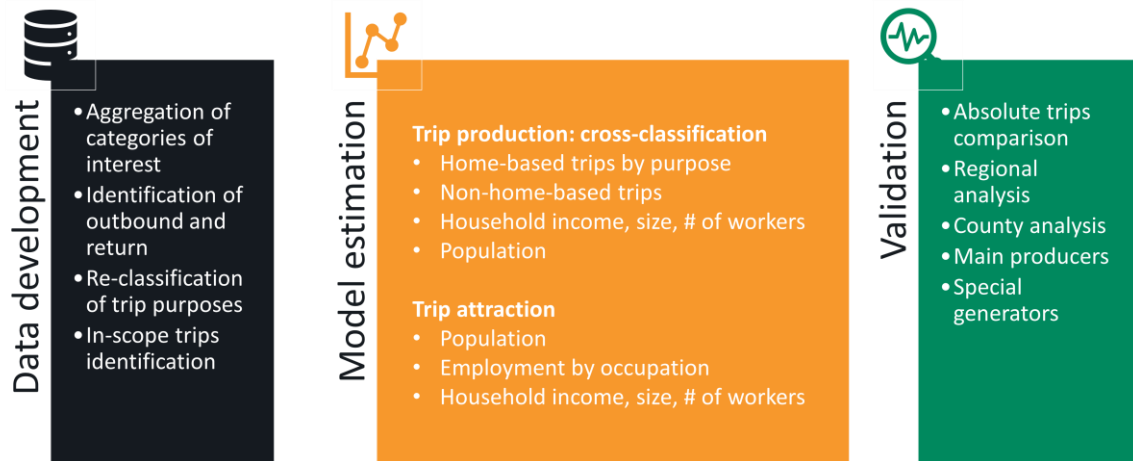 Data development
•Aggregation of
categories of
interest
•Identification of
outbound and
return
•Re-classification
of trip purposes
•In-scope trips
identification
Model estimation
Trip production: cross-classification
• Home-based trips by purpose
• Non-home-based trips
• Household income, size, # of workers
• Population
Trip attraction
• Population
• Employment by occupation
• Household income, size, # of workers
Validation
•Absolute trips
comparison
•Regional
analysis
•County analysis
•Main producers
•Special
generators